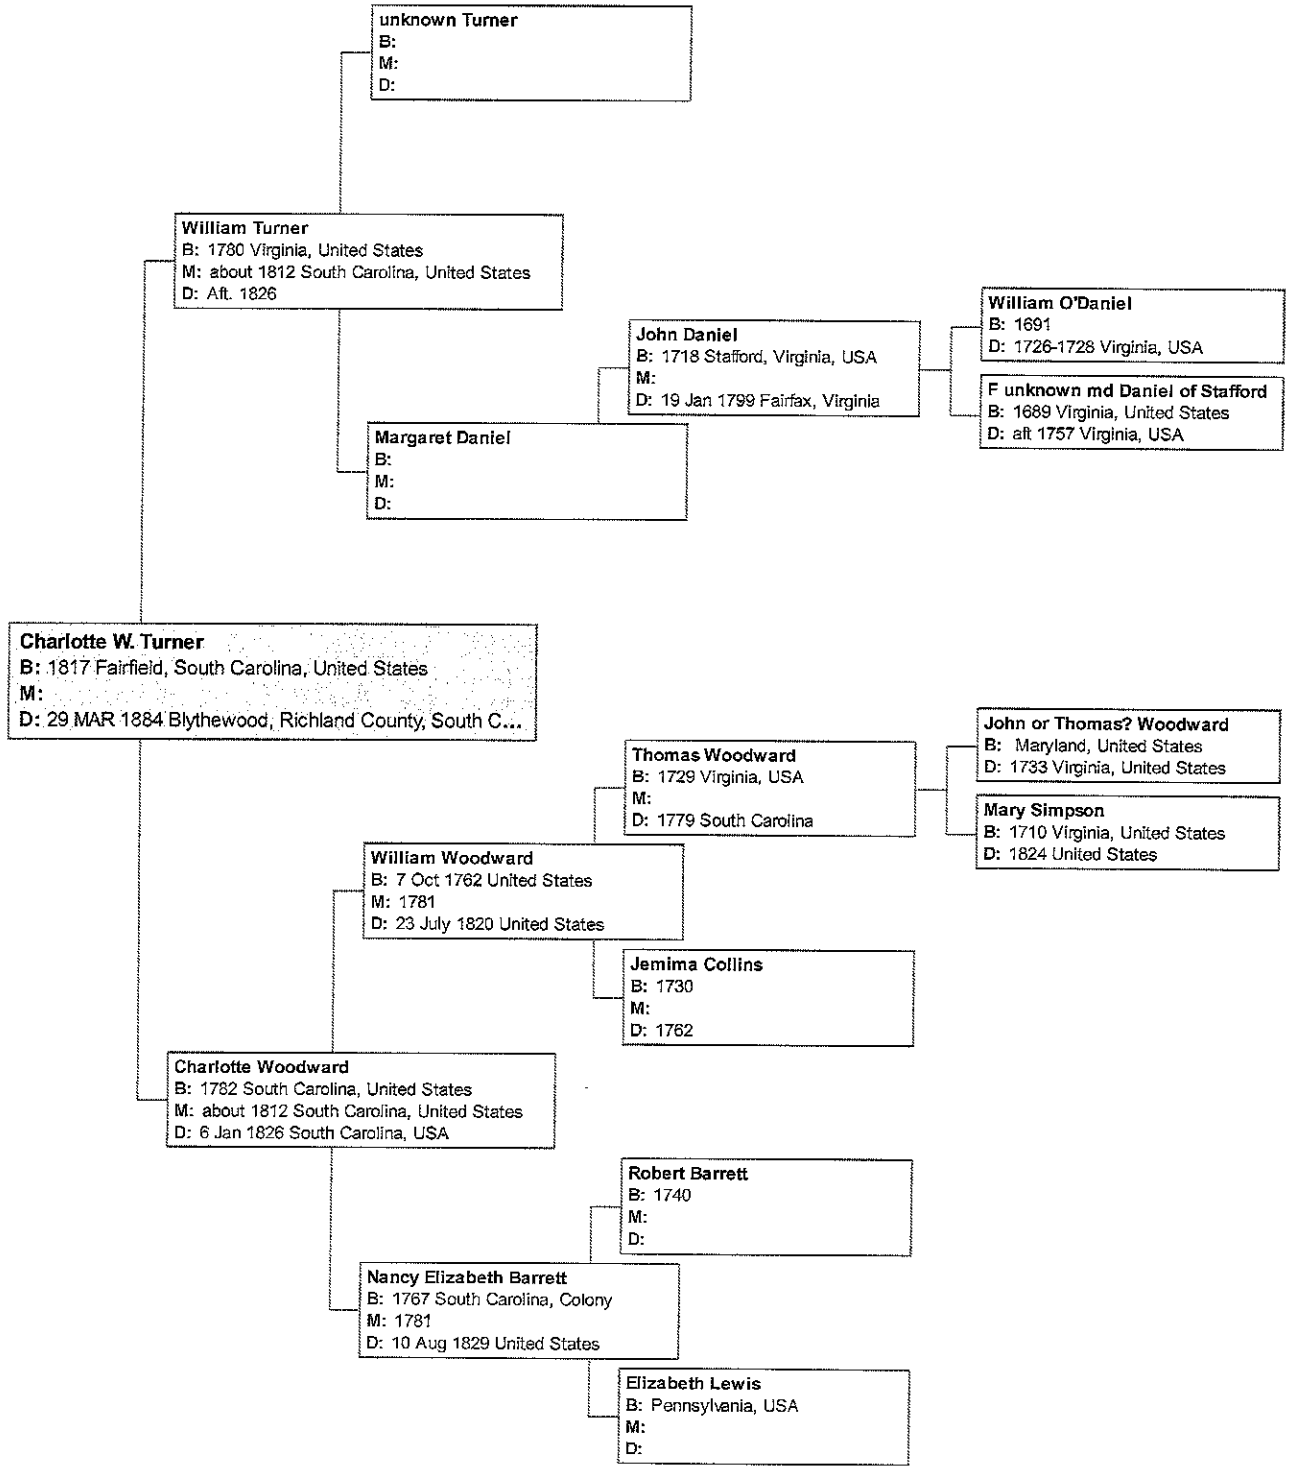 unknown Turner
B:
M:
D:
William Turner
B: 1780 Virginia, United States
M: about 1812 South Carolina, United States
D: Aft. 1826
William O'Daniel
B: 1691
D: 1726-1728 Virginia, USA
John Daniel
B: 1718 Stafford, Virginia, USA
M:
D: 19 Jan 1799 Fairfax, Virginia
F unknown md Daniel of Stafford
B: 1689 Virginia, United States
D: aft 1757 Virginia, USA
Margaret Daniel
B:
M:
D:
Charlotte W. Turner
B: 1817 Fairfield, South Carolina, United States
M:
D: 29 MAR 1884 Blythewood, Richland County, South C...
John or Thomas? Woodward
B: Maryland, United States
D: 1733 Virginia, United States
Thomas Woodward
B: 1729 Virginia, USA
M:
D: 1779 South Carolina
Mary Simpson
B: 1710 Virginia, United States
D: 1824 United States
William Woodward
B: 7 Oct 1762 United States
M: 1781
D: 23 July 1820 United States
Jemima Collins
B: 1730
M:
D: 1762
Charlotte Woodward
B: 1782 South Carolina, United States
M: about 1812 South Carolina, United States
D: 6 Jan 1826 South Carolina, USA
Robert Barrett
B: 1740
M:
D:
Nancy Elizabeth Barrett
B: 1767 South Carolina, Colony
M: 1781
D: 10 Aug 1829 United States
Elizabeth Lewis
B: Pennsylvania, USA
M:
D: